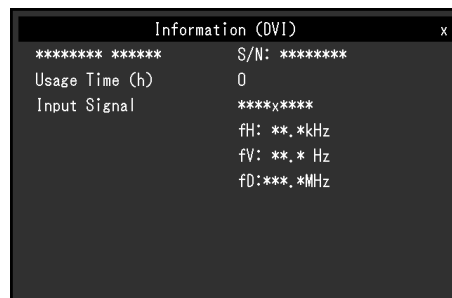 Information (DVI) x
******** ****** S/N: ********
Usage Time (h) 0
Input Signal ****x****
fH: **.*kHz
fV: **.* Hz
fD:***.*MHz